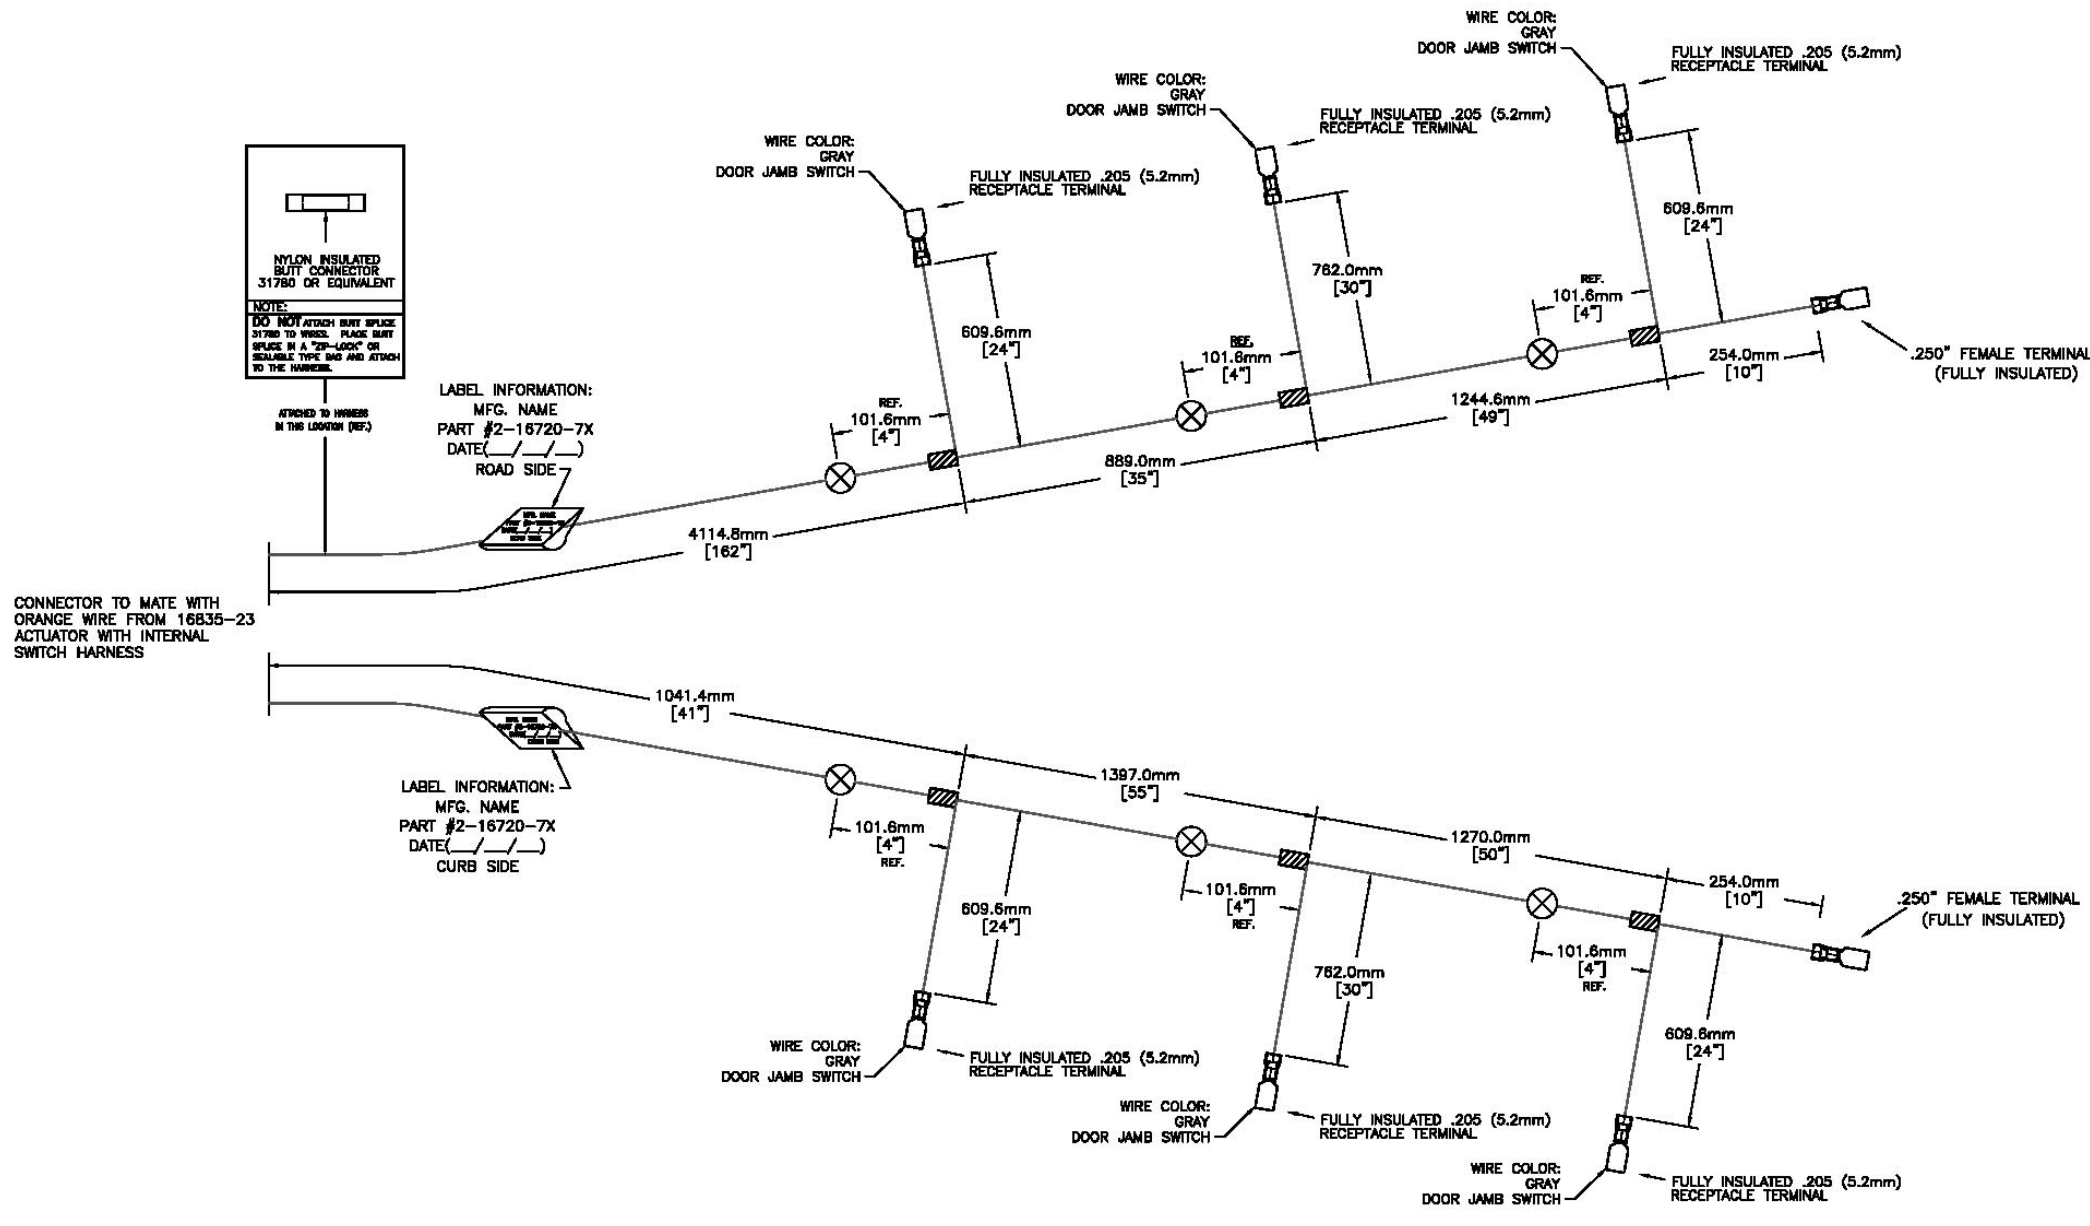 WIRE COLOR:
GRAY
DOOR JAMB SWITCH
FULLY INSULATED .205 (5.2mm)
RECEPTACLE TERMINAL
WIRE COLOR:
GRAY
DOOR JAMB SWITCH
FULLY INSULATED .205 (5.2mm)
RECEPTACLE TERMINAL
WIRE COLOR:
GRAY
DOOR JAMB SWITCH
FULLY INSULATED .205 (5.2mm)
RECEPTACLE TERMINAL
NYLON INSULATED
BUTT CONNECTOR
31780 OR EQUIVALENT
NOTE:
DO NOT ATTACH BUTT SPLICE
31780 TO WIRES. PLACE BUTT
SPLICE IN A "ZIP-LOCK" OR
SEALABLE TYPE BAG AND ATTACH
TO THE HARNESS.
ATTACHED TO HARNESS
IN THIS LOCATION (REF.)
609.6mm
[24"]
762.0mm
[30"]
609.6mm
[24"]
REF.
101.6mm
[4"]
REF.
101.6mm
[4"]
REF.
101.6mm
[4"]
254.0mm
[10"]
.250" FEMALE TERMINAL
(FULLY INSULATED)
1244.6mm
[49"]
889.0mm
[35"]
4114.8mm
[162"]
LABEL INFORMATION:
MFG. NAME
PART #2-16720-7X
DATE(__/__/__)
ROAD SIDE
MFG. NAME
CONNECTOR TO MATE WITH
ORANGE WIRE FROM 16835-23
ACTUATOR WITH INTERNAL
SWITCH HARNESS
1041.4mm
[41"]
1397.0mm
[55"]
1270.0mm
[50"]
254.0mm
[10"]
.250" FEMALE TERMINAL
(FULLY INSULATED)
LABEL INFORMATION:
MFG. NAME
PART #2-16720-7X
DATE(__/__/__)
CURB SIDE
101.6mm
[4"]
REF.
101.6mm
[4"]
REF.
101.6mm
[4"]
REF.
609.6mm
[24"]
762.0mm
[30"]
609.6mm
[24"]
WIRE COLOR:
GRAY
DOOR JAMB SWITCH
FULLY INSULATED .205 (5.2mm)
RECEPTACLE TERMINAL
WIRE COLOR:
GRAY
DOOR JAMB SWITCH
FULLY INSULATED .205 (5.2mm)
RECEPTACLE TERMINAL
WIRE COLOR:
GRAY
DOOR JAMB SWITCH
FULLY INSULATED .205 (5.2mm)
RECEPTACLE TERMINAL